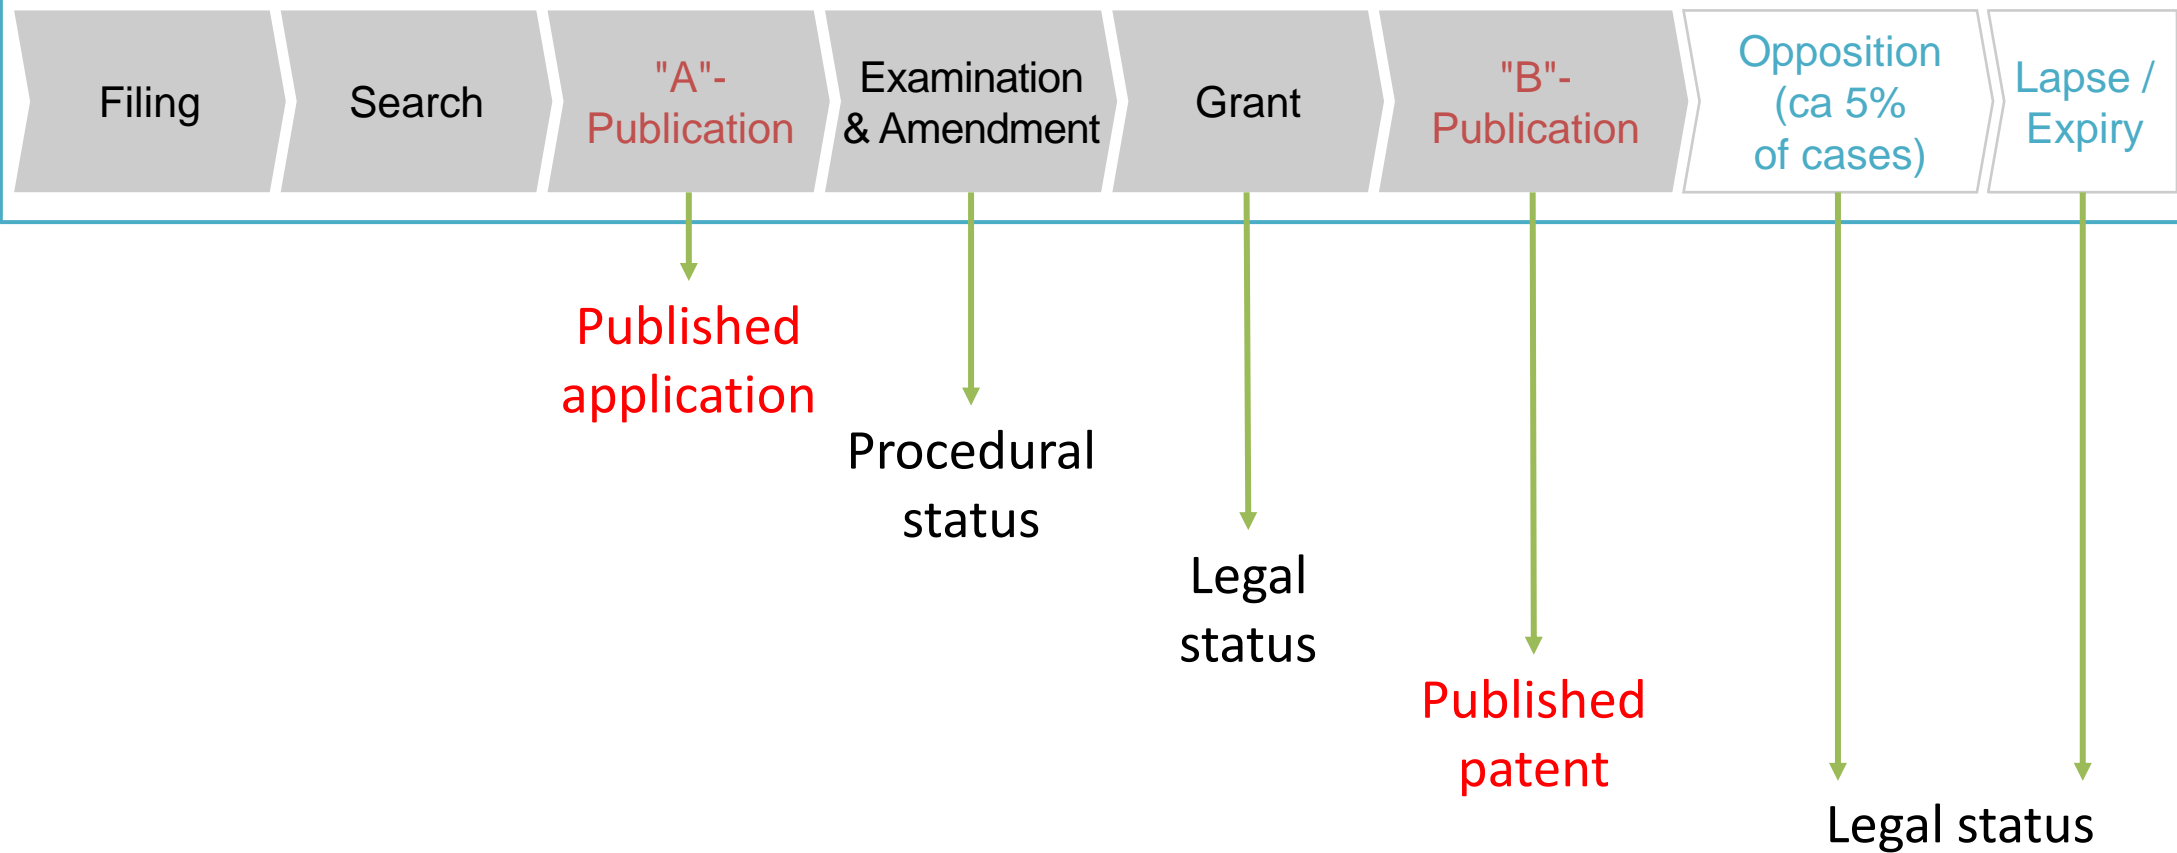 Filing
Search
"A"-
Publication
Examination
& Amendment
Grant
"B"-
Publication
Opposition
(ca 5%
of cases)
Lapse /
Expiry
Published
application
Procedural
status
Legal
status
Published
patent
Legal status